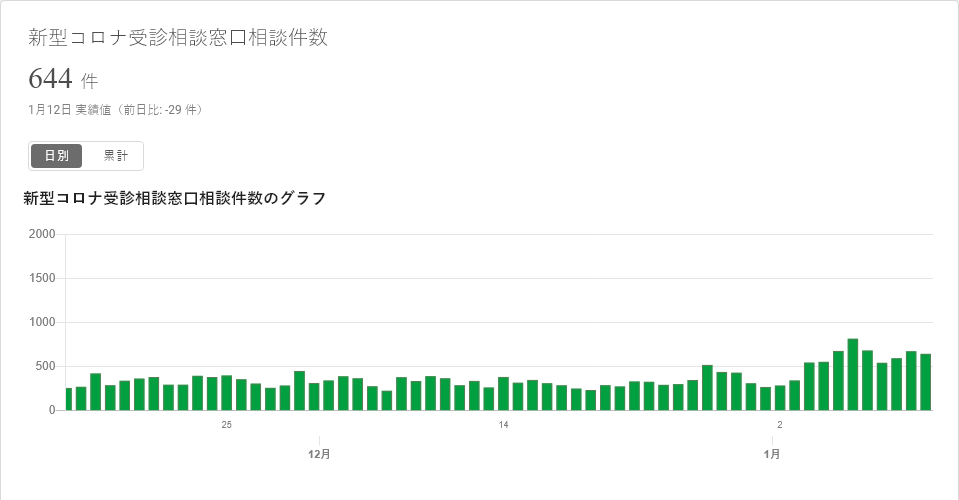 新型コロナ受診相談窓口相談件数
644 件
1月12日 実績値（前日比: -29 件）
日別 累計
新型コロナ受診相談窓口相談件数のグラフ
2000
1500
1000
500
0
25 14 2
12月 1月